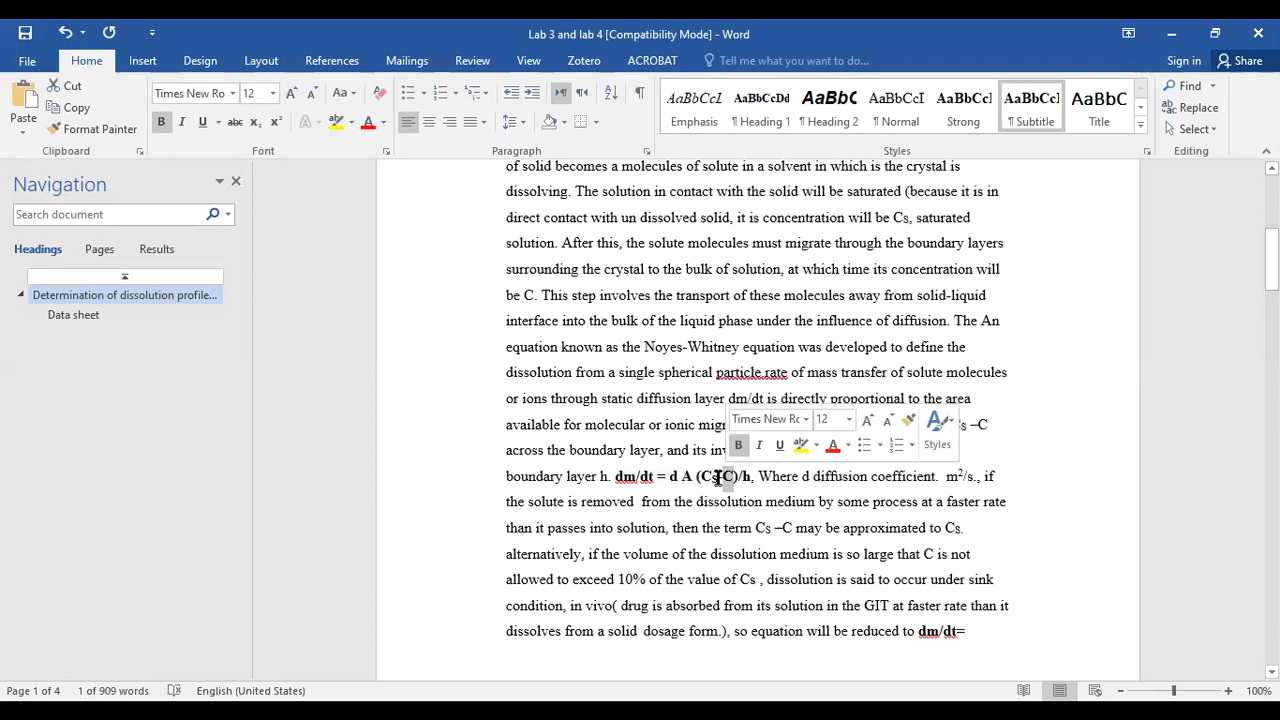 Lab 3 and lab 4 [Compatibility Mode] - Word
File Home Insert Design Layout References Mailings Review View Zotero ACROBAT Tell me what you want to do... Sign in Share
Paste
Cut
Copy
Format Painter
Clipboard
Times New Ro 12
Font
Paragraph
AaBbCcI AaBbCcDd AaBbC AaBbCcI AaBbCcI AaBbCcI AaBbC
Emphasis ¶ Heading 1 ¶ Heading 2 ¶ Normal Strong ¶ Subtitle Title
Styles
Find
Replace
Select
Editing
Navigation
Search document
Headings Pages Results
Determination of dissolution profile...
Data sheet
of solid becomes a molecules of solute in a solvent in which is the crystal is
dissolving. The solution in contact with the solid will be saturated (because it is in
direct contact with un dissolved solid, it is concentration will be Cs, saturated
solution. After this, the solute molecules must migrate through the boundary layers
surrounding the crystal to the bulk of solution, at which time its concentration will
be C. This step involves the transport of these molecules away from solid-liquid
interface into the bulk of the liquid phase under the influence of diffusion. The An
equation known as the Noyes-Whitney equation was developed to define the
dissolution from a single spherical particle.rate of mass transfer of solute molecules
or ions through static diffusion layer dm/dt is directly proportional to the area
available for molecular or ionic –C
across the boundary layer, and its
boundary layer h. dm/dt = d A (Cs-C)/h, Where d diffusion coefficient. m²/s., if
the solute is removed from the dissolution medium by some process at a faster rate
than it passes into solution, then the term Cs –C may be approximated to Cs.
alternatively, if the volume of the dissolution medium is so large that C is not
allowed to exceed 10% of the value of Cs , dissolution is said to occur under sink
condition, in vivo( drug is absorbed from its solution in the GIT at faster rate than it
dissolves from a solid dosage form.), so equation will be reduced to dm/dt=
Times New Ro 12
Styles
Page 1 of 4 1 of 909 words English (United States) 100%